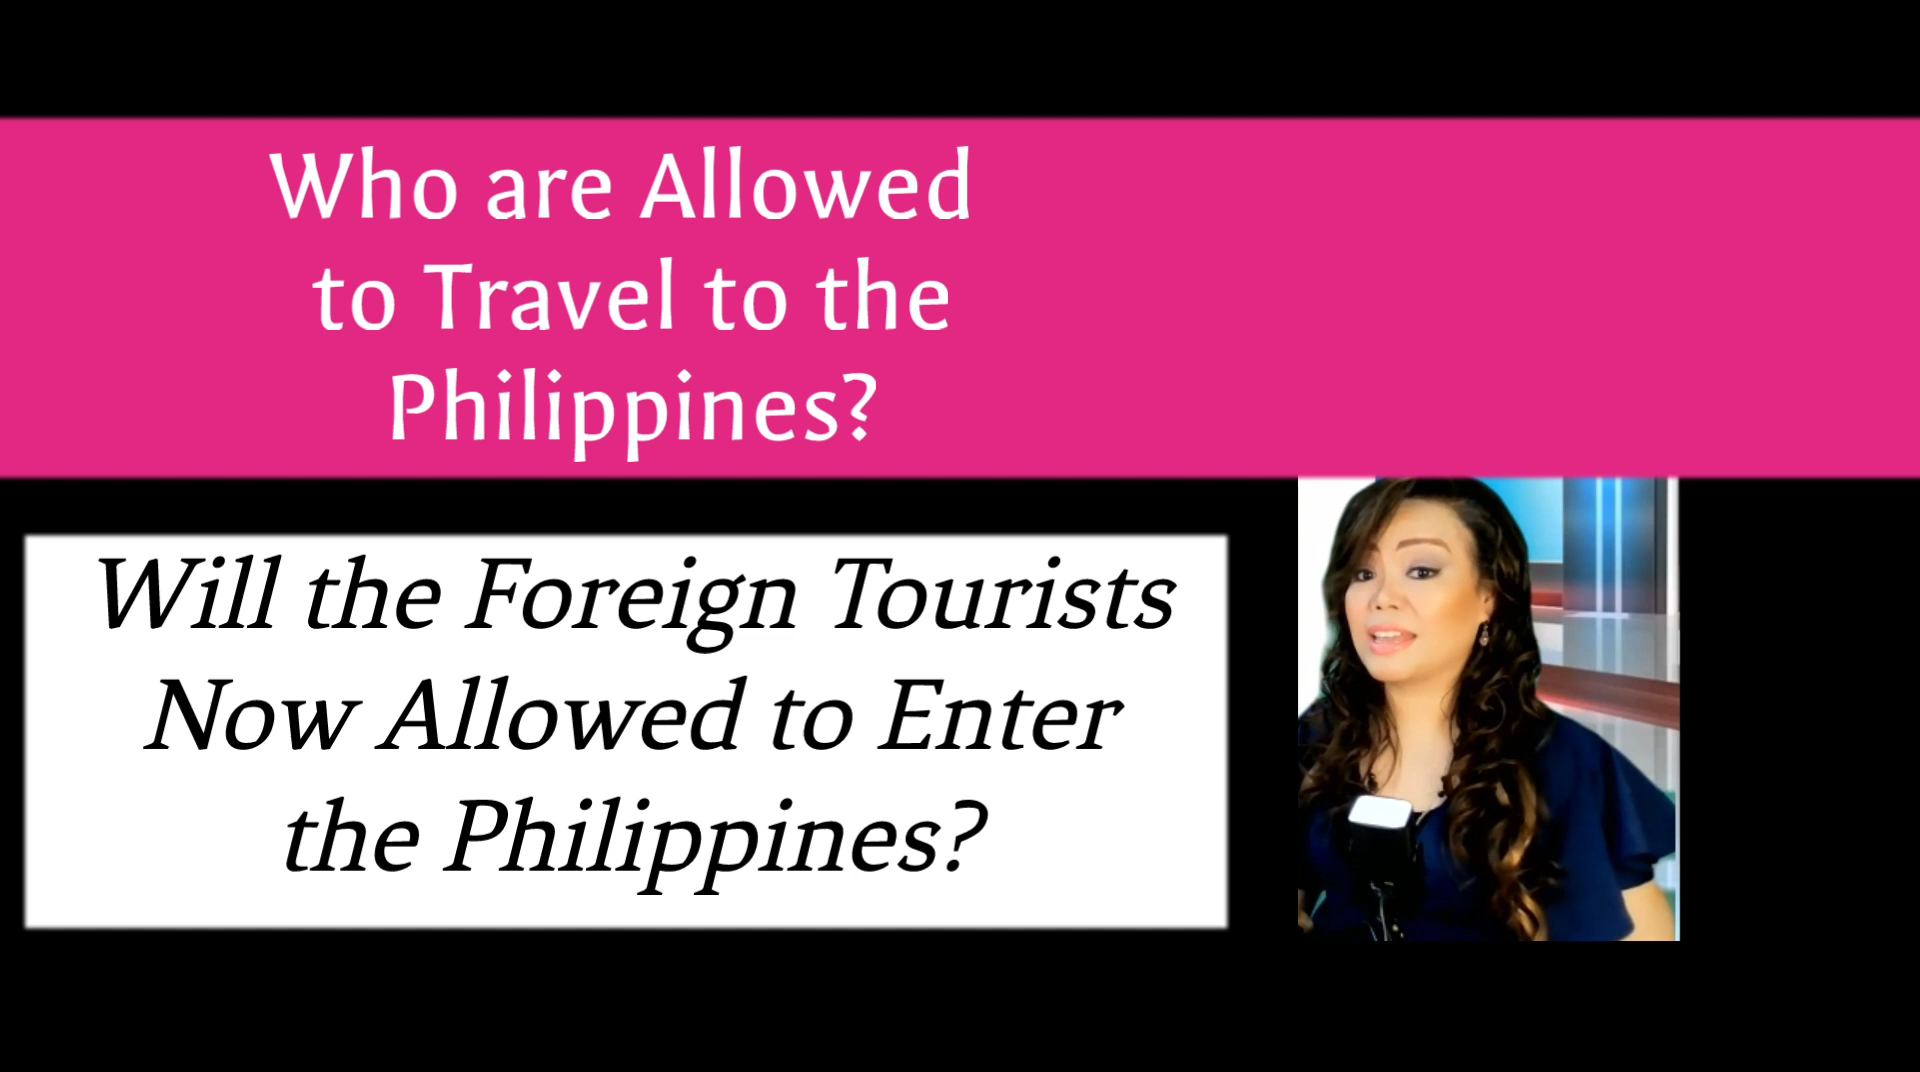 Who are Allowed
to Travel to the
Philippines?
Will the Foreign Tourists
Now Allowed to Enter
the Philippines?